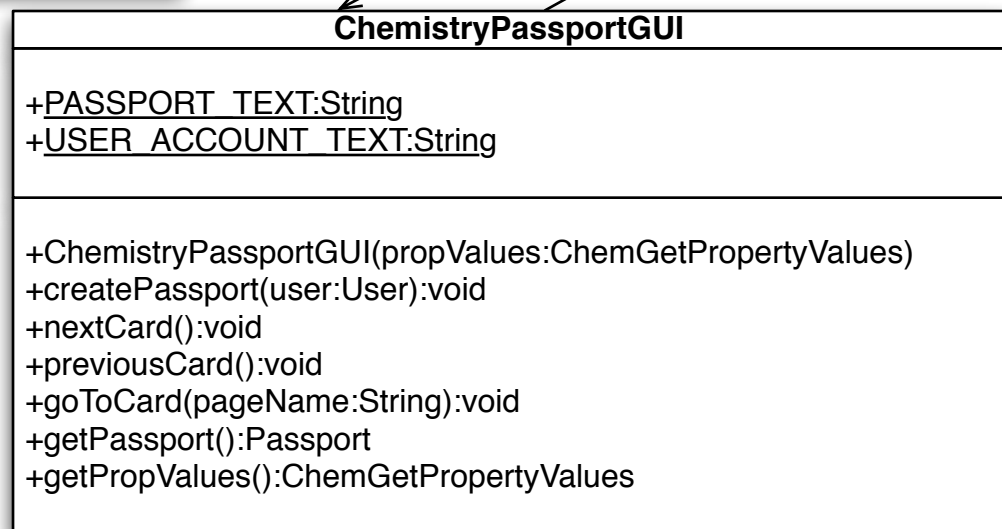 ChemistryPassportGUI
+PASSPORT_TEXT:String
+USER_ACCOUNT_TEXT:String
+ChemistryPassportGUI(propValues:ChemGetPropertyValues)
+createPassport(user:User):void
+nextCard():void
+previousCard():void
+goToCard(pageName:String):void
+getPassport():Passport
+getPropValues():ChemGetPropertyValues